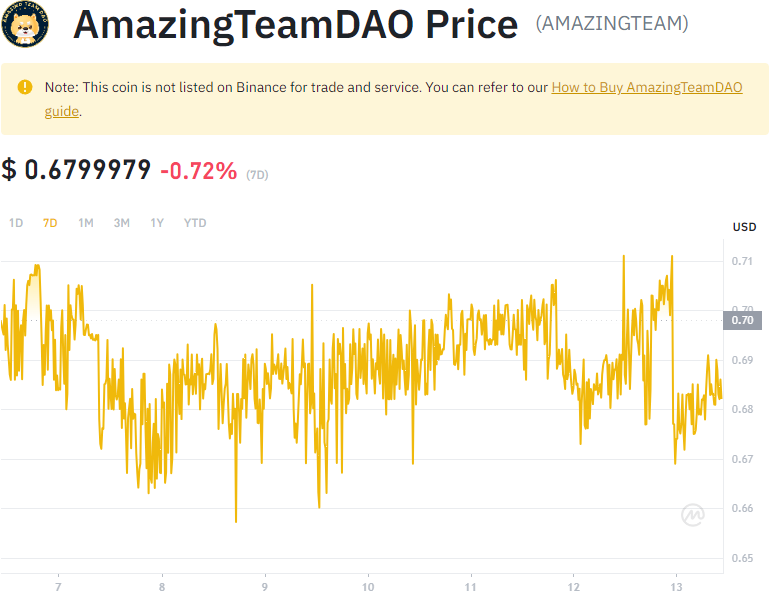 AMAZING TEAM DAO
AmazingTeamDAO Price (AMAZINGTEAM)
Note: This coin is not listed on Binance for trade and service. You can refer to our How to Buy AmazingTeamDAO
guide.
$ 0.6799979 -0.72% (7D)
1D 7D 1M 3M 1Y YTD
USD
0.71
0.70
0.70
0.69
0.68
0.67
0.66
0.65
7 8 9 10 11 12 13